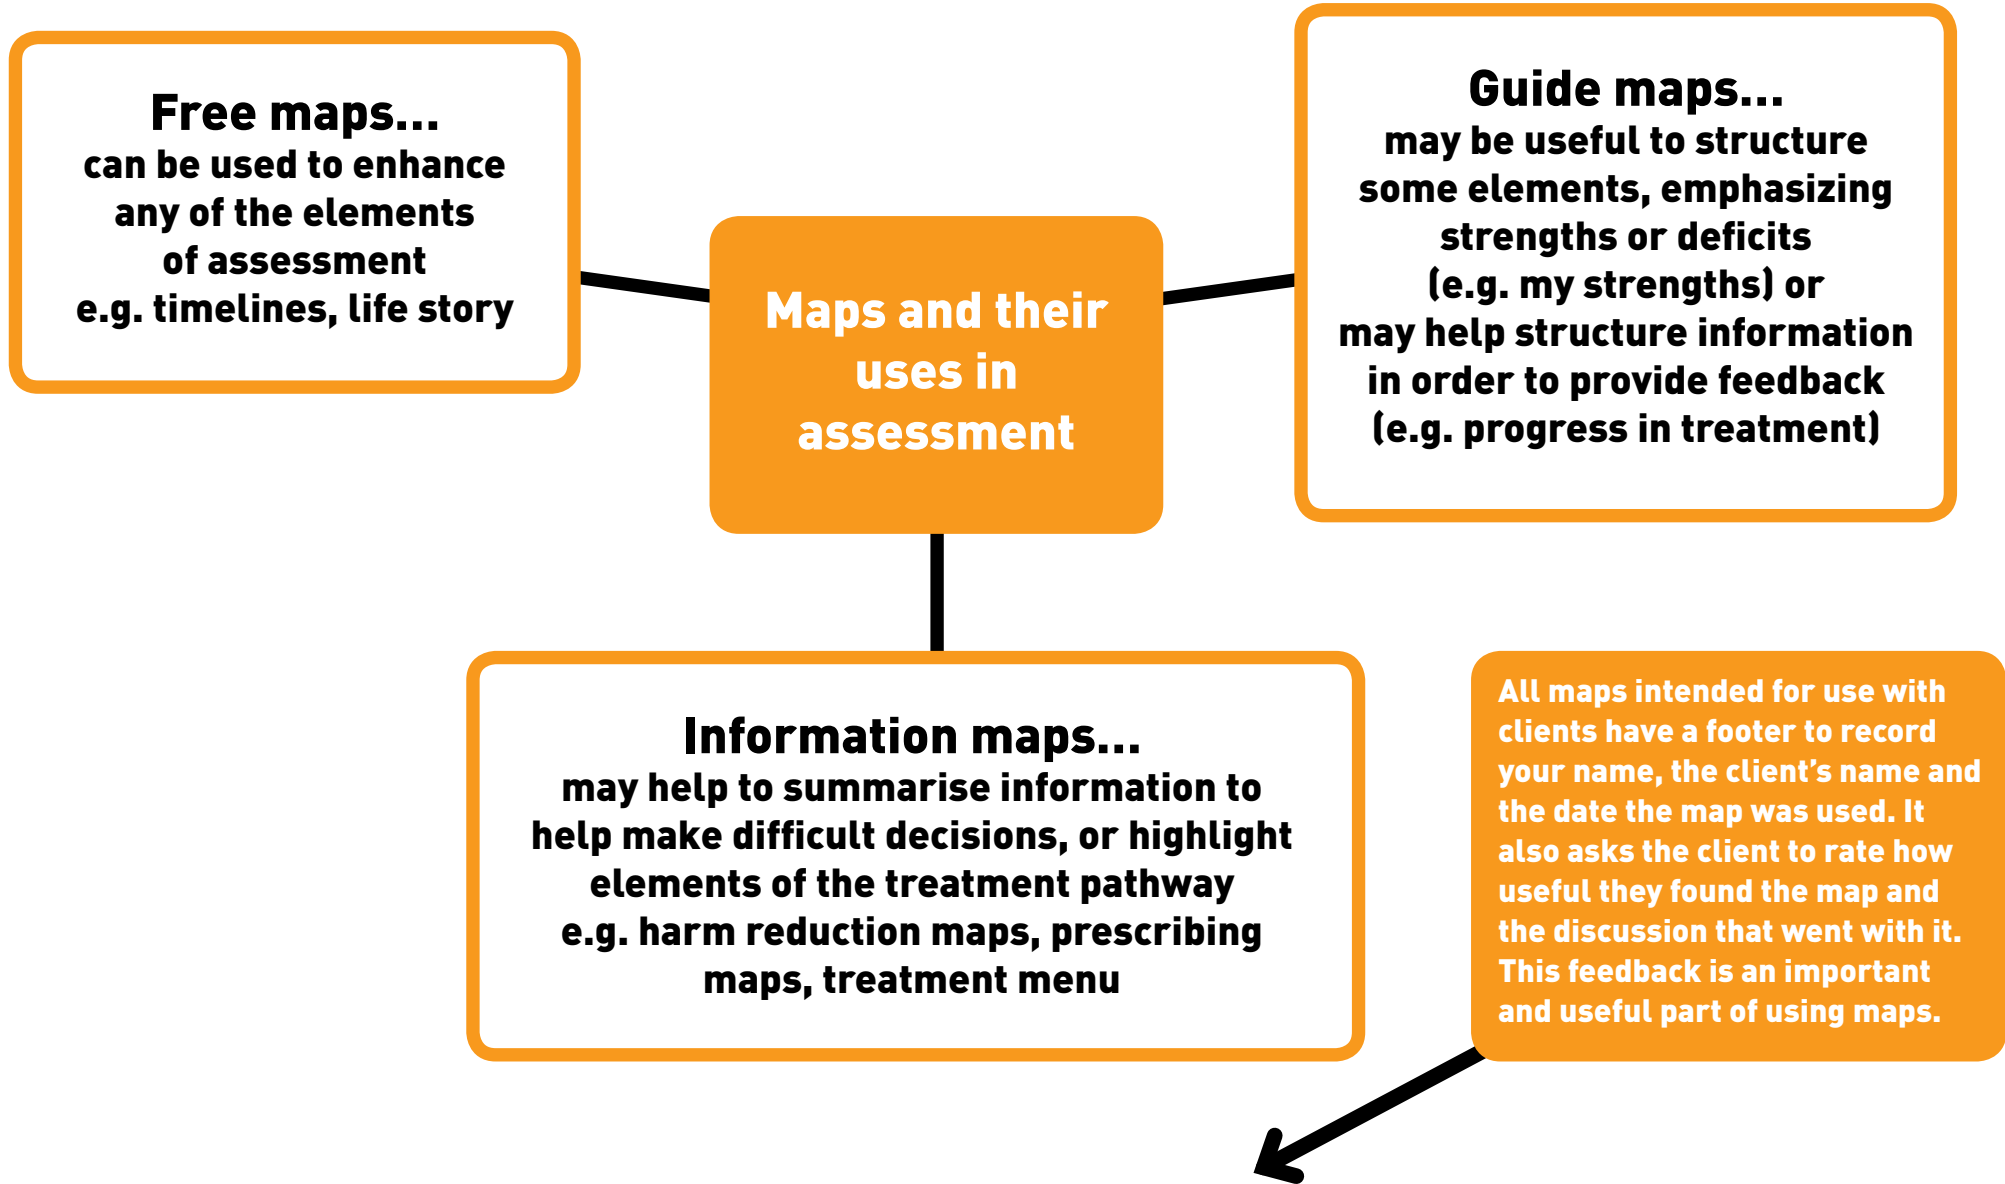 Free maps...
can be used to enhance
any of the elements
of assessment
e.g. timelines, life story
Guide maps...
may be useful to structure
some elements, emphasizing
strengths or deficits
(e.g. my strengths) or
may help structure information
in order to provide feedback
(e.g. progress in treatment)
Maps and their
uses in
assessment
Information maps...
may help to summarise information to
help make difficult decisions, or highlight
elements of the treatment pathway
e.g. harm reduction maps, prescribing
maps, treatment menu
All maps intended for use with
clients have a footer to record
your name, the client’s name and
the date the map was used. It
also asks the client to rate how
useful they found the map and
the discussion that went with it.
This feedback is an important
and useful part of using maps.